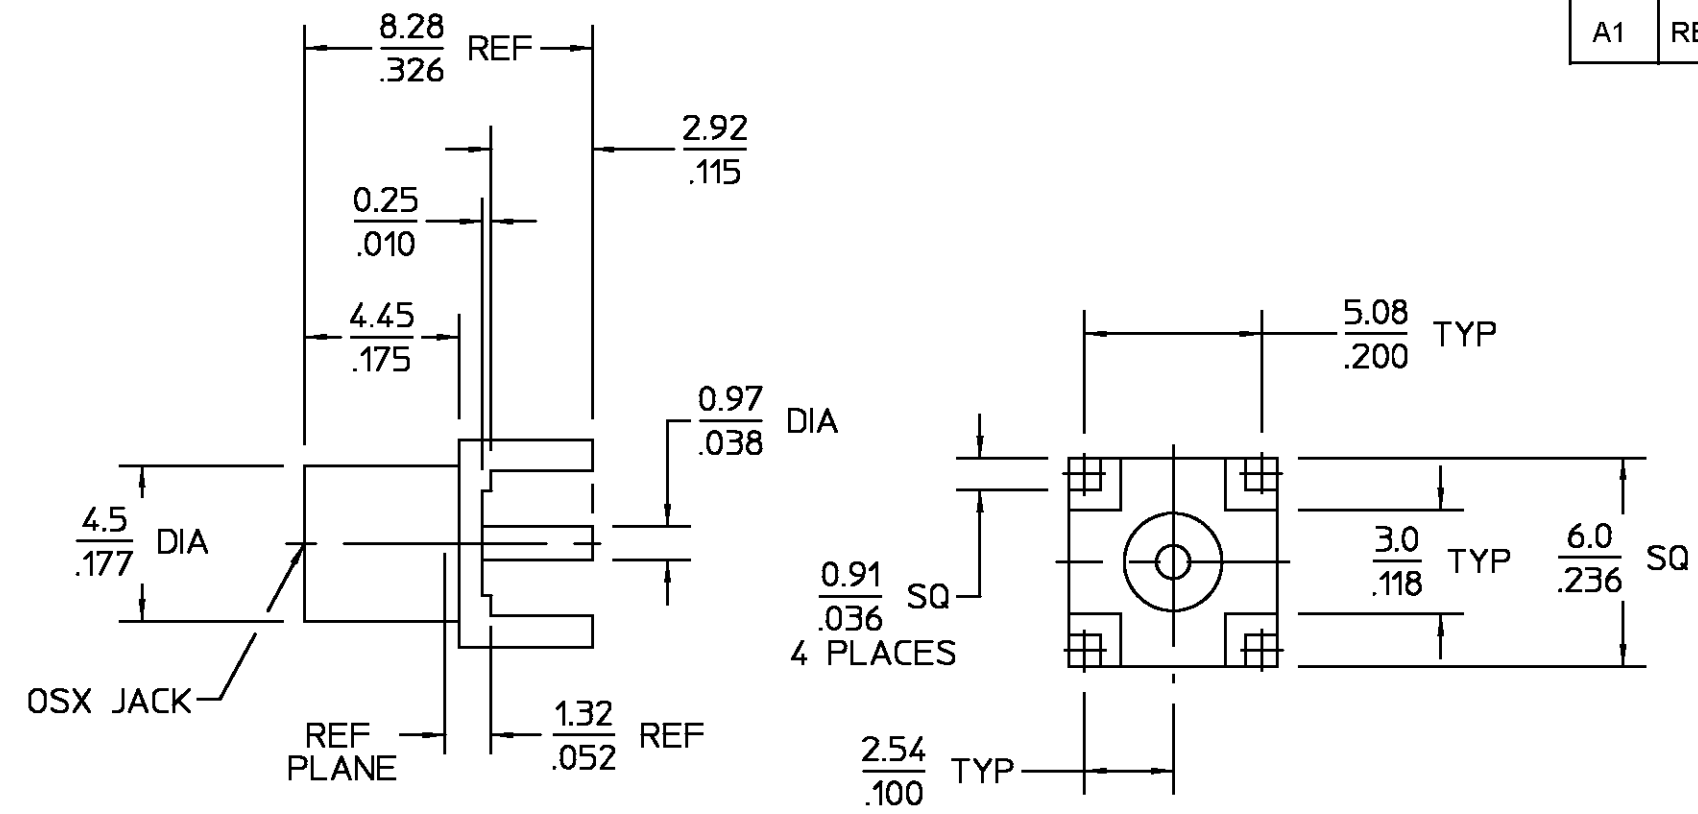 8.28 REF
.326
A1 RE
2.92
.115
0.25
.010
4.45
.175
5.08 TYP
.200
0.97 DIA
.038
4.5 DIA
.177
0.91 SQ
.036
4 PLACES
3.0 TYP
.118
6.0 SQ
.236
OSX JACK
REF
PLANE
1.32 REF
.052
2.54 TYP
.100